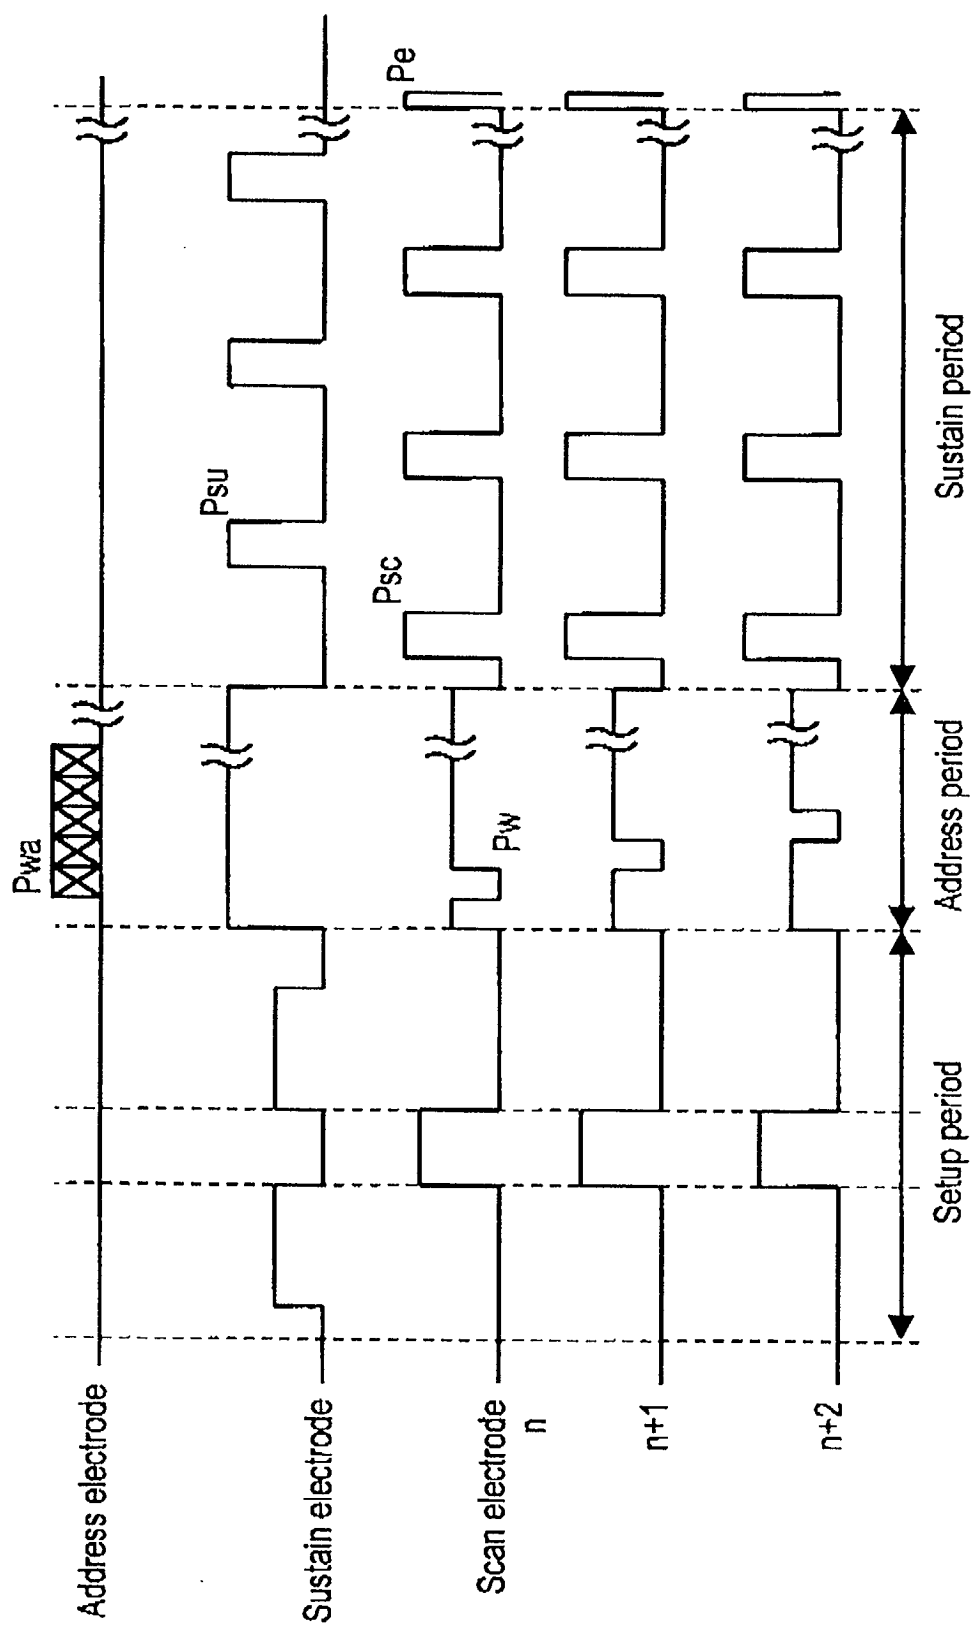 Address electrode
Pwa
Sustain electrode
Psu
Scan electrode
n
Pw
Psc
Pe
n+1
n+2
Setup period
Address period
Sustain period